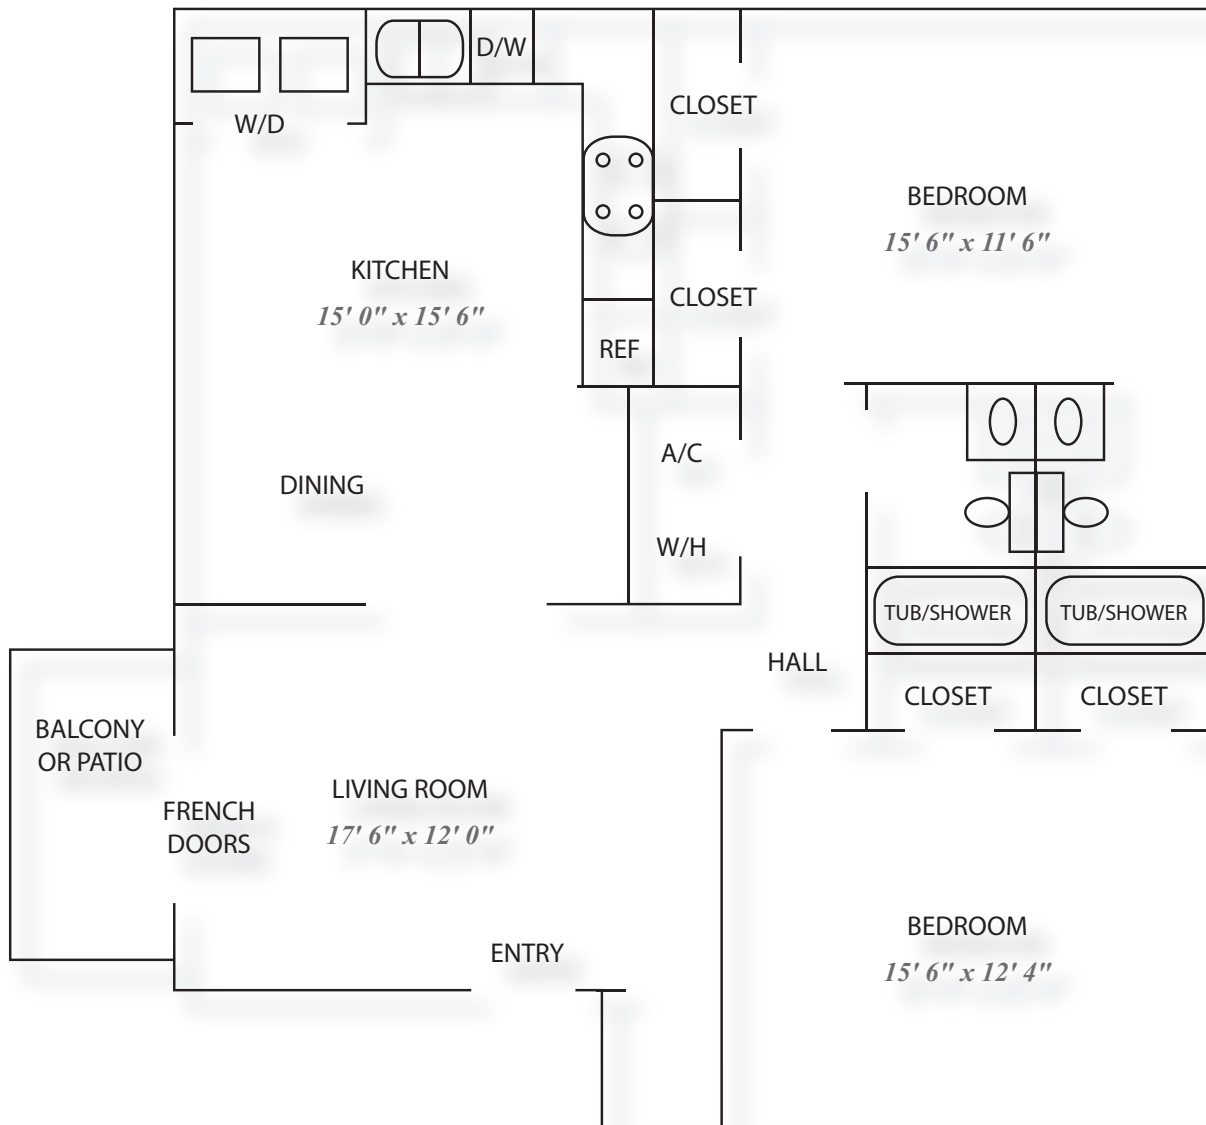 D/W
W/D
CLOSET
BEDROOM
15' 6" x 11' 6"
KITCHEN
15' 0" x 15' 6"
CLOSET
REF
A/C
DINING
W/H
TUB/SHOWER
TUB/SHOWER
HALL
CLOSET
CLOSET
BALCONY
OR PATIO
FRENCH
DOORS
LIVING ROOM
17' 6" x 12' 0"
ENTRY
BEDROOM
15' 6" x 12' 4"